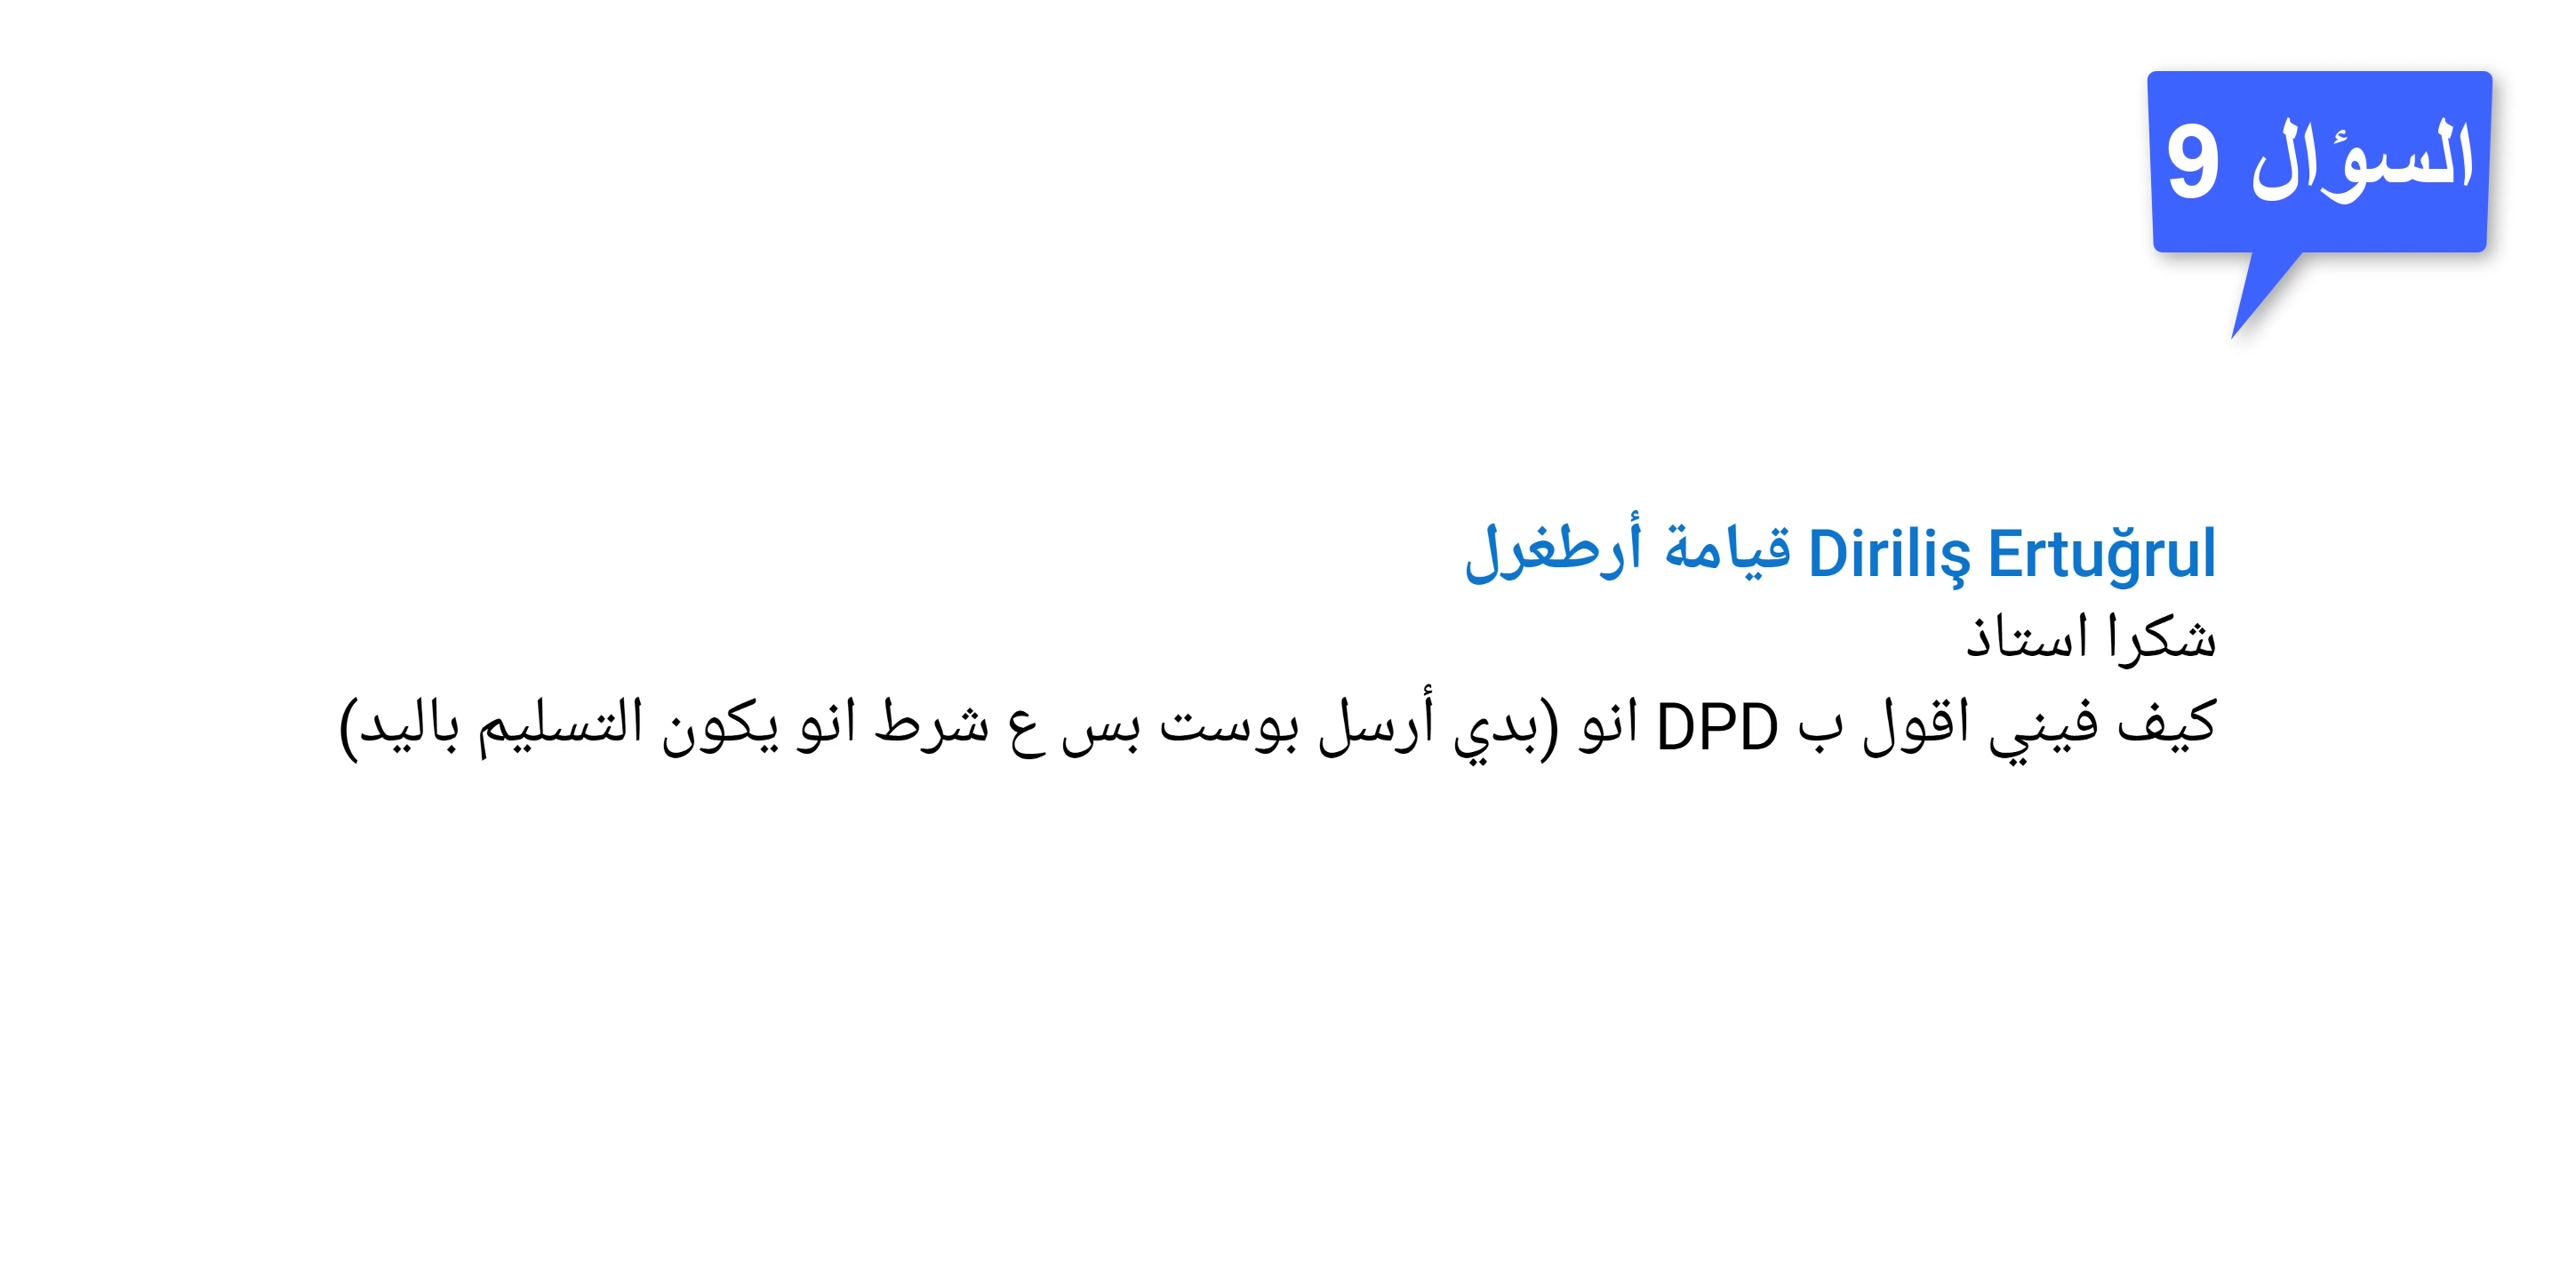 السؤال 9
Diriliş Ertuğrul قيامة أرطغرل
شكرا استاذ
كيف فيني اقول ب DPD انو (بدي أرسل بوست بس ع شرط انو يكون التسليم باليد)